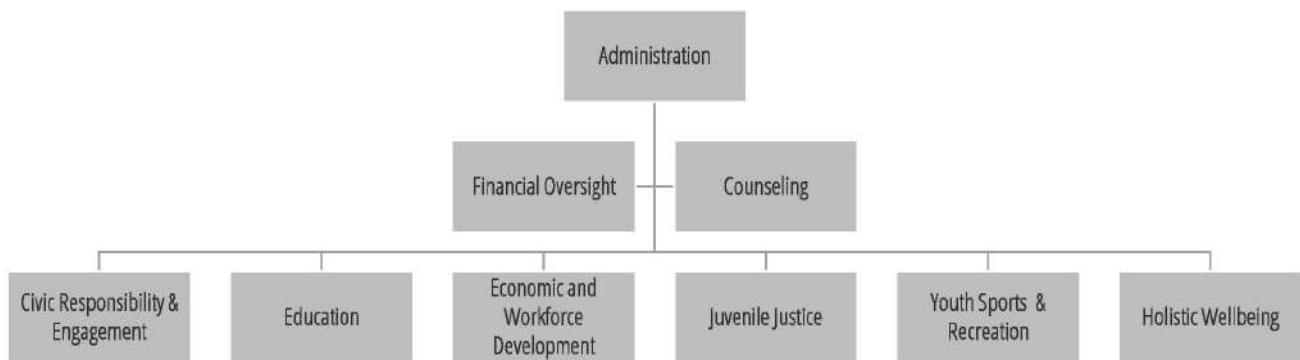 Administration
Financial Oversight
Counseling
Civic Responsibility &
Engagement
Education
Economic and
Workforce
Development
Juvenile Justice
Youth Sports &
Recreation
Holistic Wellbeing